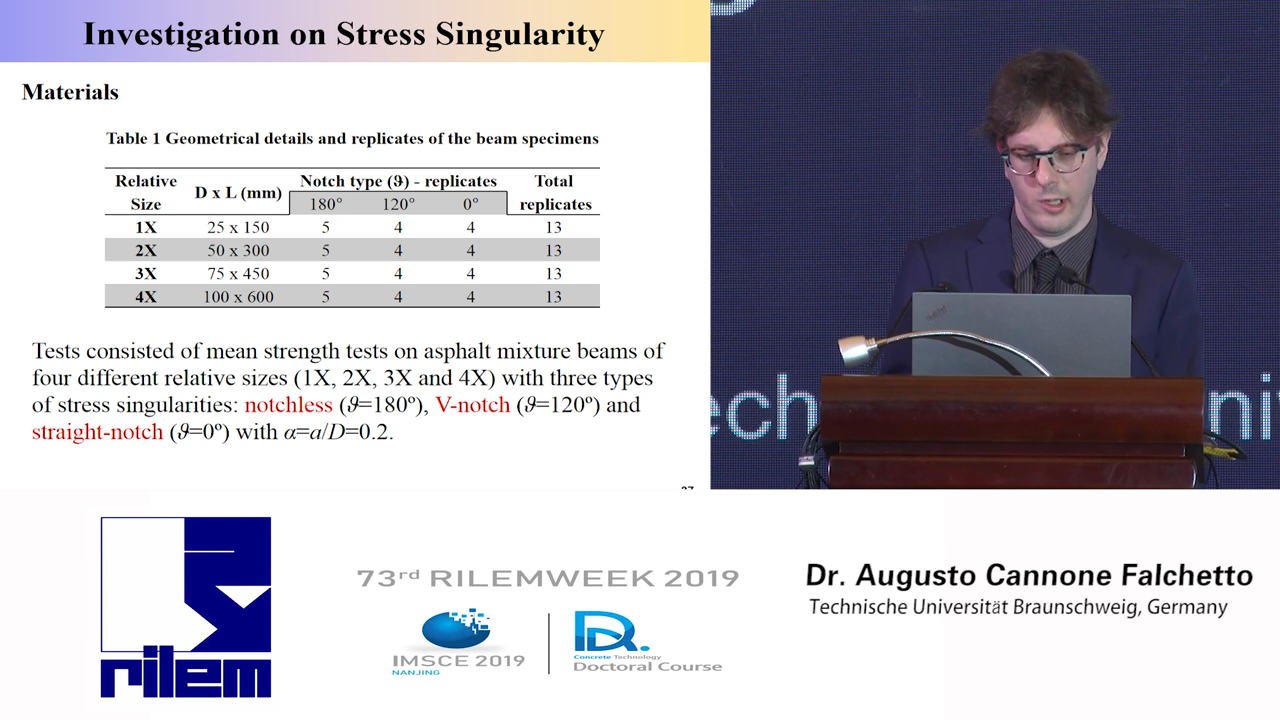 Investigation on Stress Singularity
Materials
Table 1 Geometrical details and replicates of the beam specimens
Relative Size D x L (mm) Notch type (ϑ) - replicates Total replicates
180° 120° 0°
1X 25 x 150 5 4 4 13
2X 50 x 300 5 4 4 13
3X 75 x 450 5 4 4 13
4X 100 x 600 5 4 4 13
Tests consisted of mean strength tests on asphalt mixture beams of
four different relative sizes (1X, 2X, 3X and 4X) with three types
of stress singularities: notchless (ϑ=180º), V-notch (ϑ=120º) and
straight-notch (ϑ=0º) with α=a/D=0.2.
ech
ni
rilem
73rd RILEMWEEK 2019
IMSCE 2019
NANJING
DR.
Concrete Technology
Doctoral Course
Dr. Augusto Cannone Falchetto
Technische Universität Braunschweig, Germany